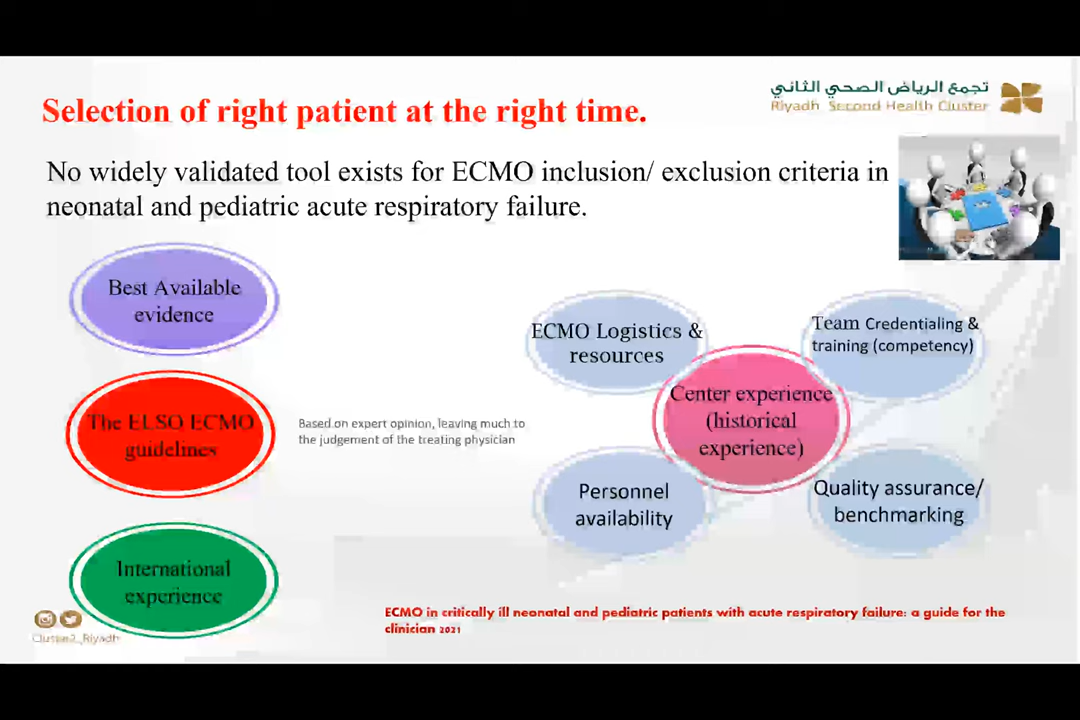 تجمع الرياض الصحي الثاني
Riyadh Second Health Cluster
Selection of right patient at the right time.
No widely validated tool exists for ECMO inclusion/ exclusion criteria in
neonatal and pediatric acute respiratory failure.
Best Available
evidence
The ELSO ECMO
guidelines
Based on expert opinion, leaving much to
the judgement of the treating physician
International
experience
ECMO Logistics &
resources
Team Credentialing &
training (competency)
Center experience
(historical
experience)
Personnel
availability
Quality assurance/
benchmarking
ECMO in critically ill neonatal and pediatric patients with acute respiratory failure: a guide for the
clinician 2021
Cluster2_Riyadh